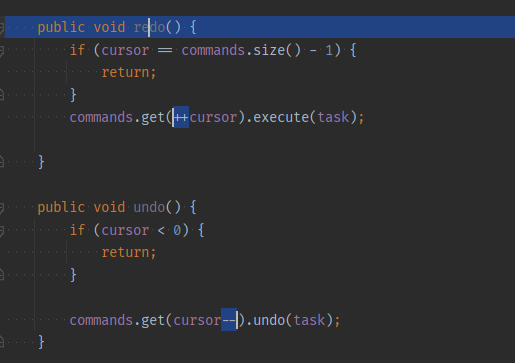 public void redo() {
if (cursor == commands.size() - 1) {
return;
}
commands.get(++cursor).execute(task);
}
public void undo() {
if (cursor < 0) {
return;
}
commands.get(cursor--).undo(task);
}